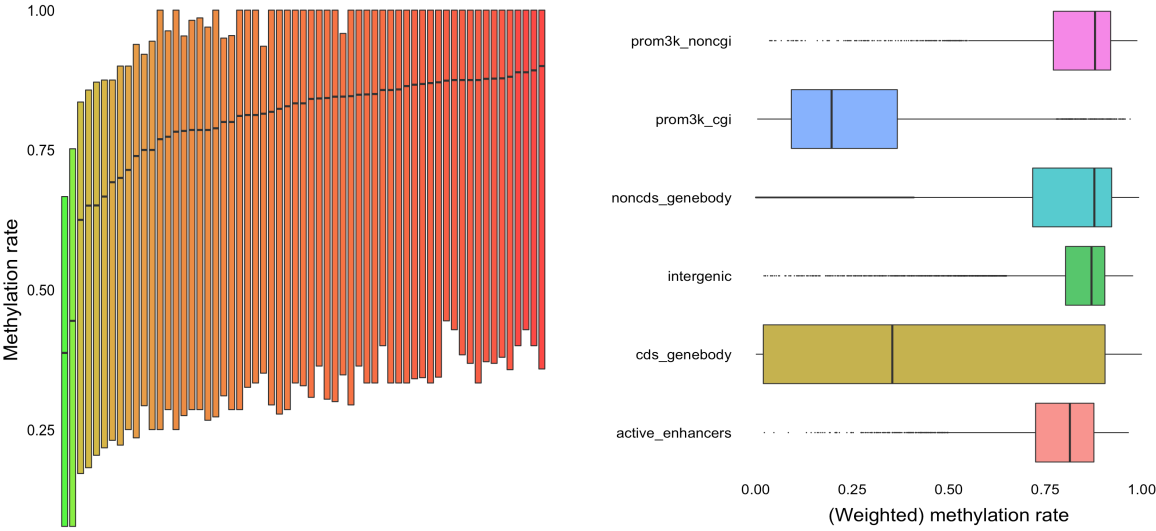 1.00
0.75
0.50
0.25
Methylation rate
prom3k_noncgi
prom3k_cgi
noncds_genebody
intergenic
cds_genebody
active_enhancers
0.00 0.25 0.50 0.75 1.00
(Weighted) methylation rate